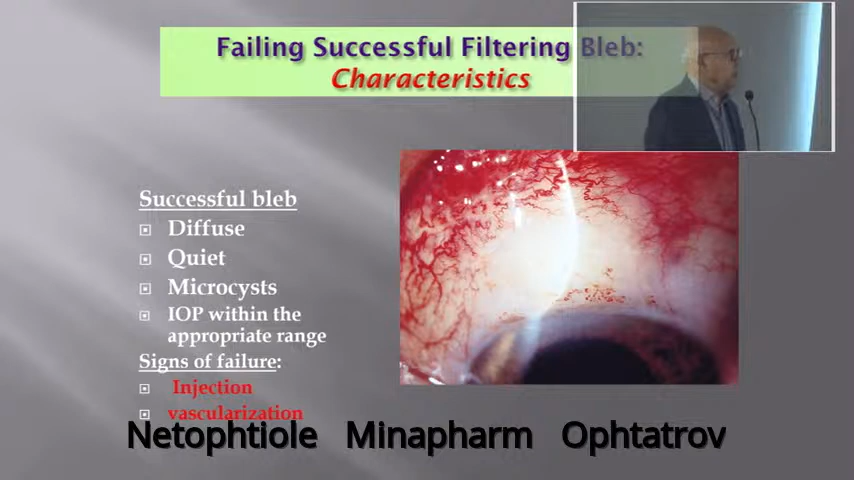 Failing Successful Filtering Bleb:
Characteristics
Successful bleb
Diffuse
Quiet
Microcysts
IOP within the
appropriate range
Signs of failure:
Injection
vascularization
Netophtiole Minapharm Ophtatrov